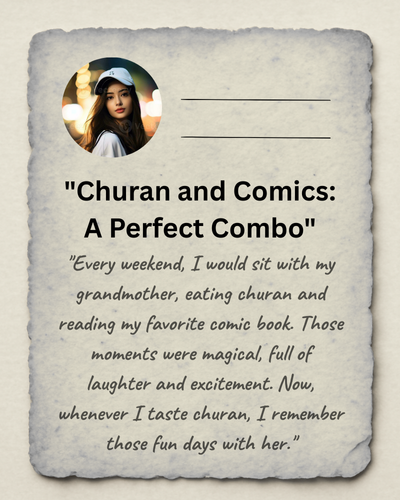 "Churan and Comics:
A Perfect Combo"
"Every weekend, I would sit with my
grandmother, eating churan and
reading my favorite comic book. Those
moments were magical, full of
laughter and excitement. Now,
whenever I taste churan, I remember
those fun days with her."